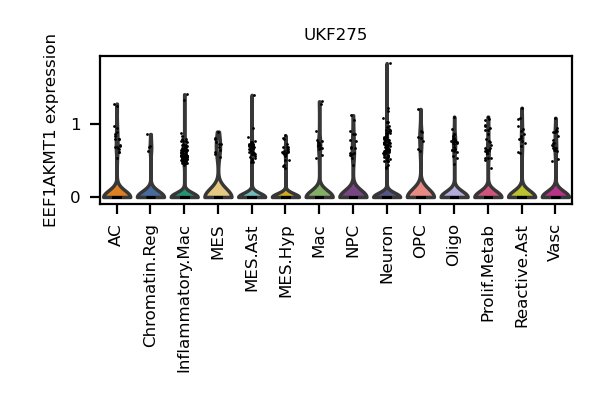 UKF275
EEF1AKMT1 expression
1
0
AC
Chromatin.Reg
Inflammatory.Mac
MES
MES.Ast
MES.Hyp
Mac
NPC
Neuron
OPC
Oligo
Prolif.Metab
Reactive.Ast
Vasc